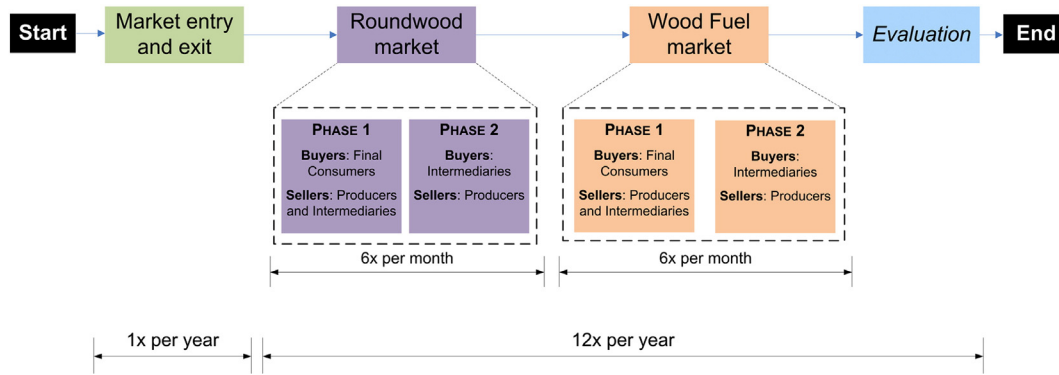 Start
Market entry
and exit
Roundwood
market
Wood Fuel
market
Evaluation
End
PHASE 1
Buyers: Final
Consumers
Sellers: Producers
and Intermediaries
PHASE 2
Buyers:
Intermediaries
Sellers: Producers
PHASE 1
Buyers: Final
Consumers
Sellers: Producers
and Intermediaries
PHASE 2
Buyers:
Intermediaries
Sellers: Producers
6x per month
6x per month
1x per year
12x per year